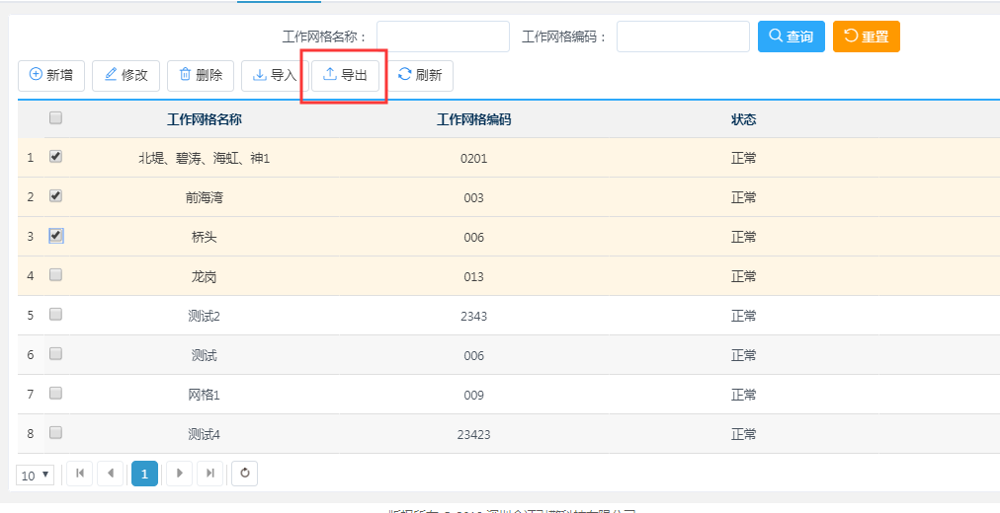 工作网格名称： 工作网格编码： 查询 重置
新增 修改 删除 导入 导出 刷新
工作网格名称 工作网格编码 状态
1 北堤、碧涛、海虹、神1 0201 正常
2 前海湾 003 正常
3 桥头 006 正常
4 龙岗 013 正常
5 测试2 2343 正常
6 测试 006 正常
7 网格1 009 正常
8 测试4 23423 正常
10 1